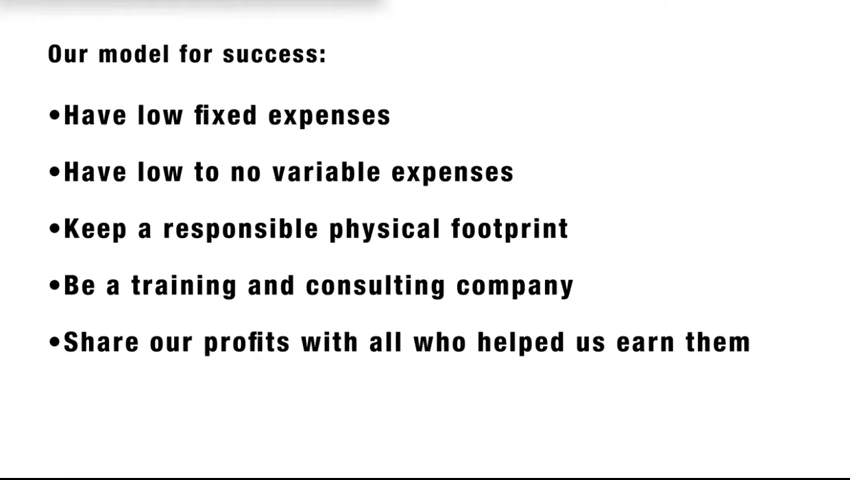 Our model for success:
•Have low fixed expenses
•Have low to no variable expenses
•Keep a responsible physical footprint
•Be a training and consulting company
•Share our profits with all who helped us earn them